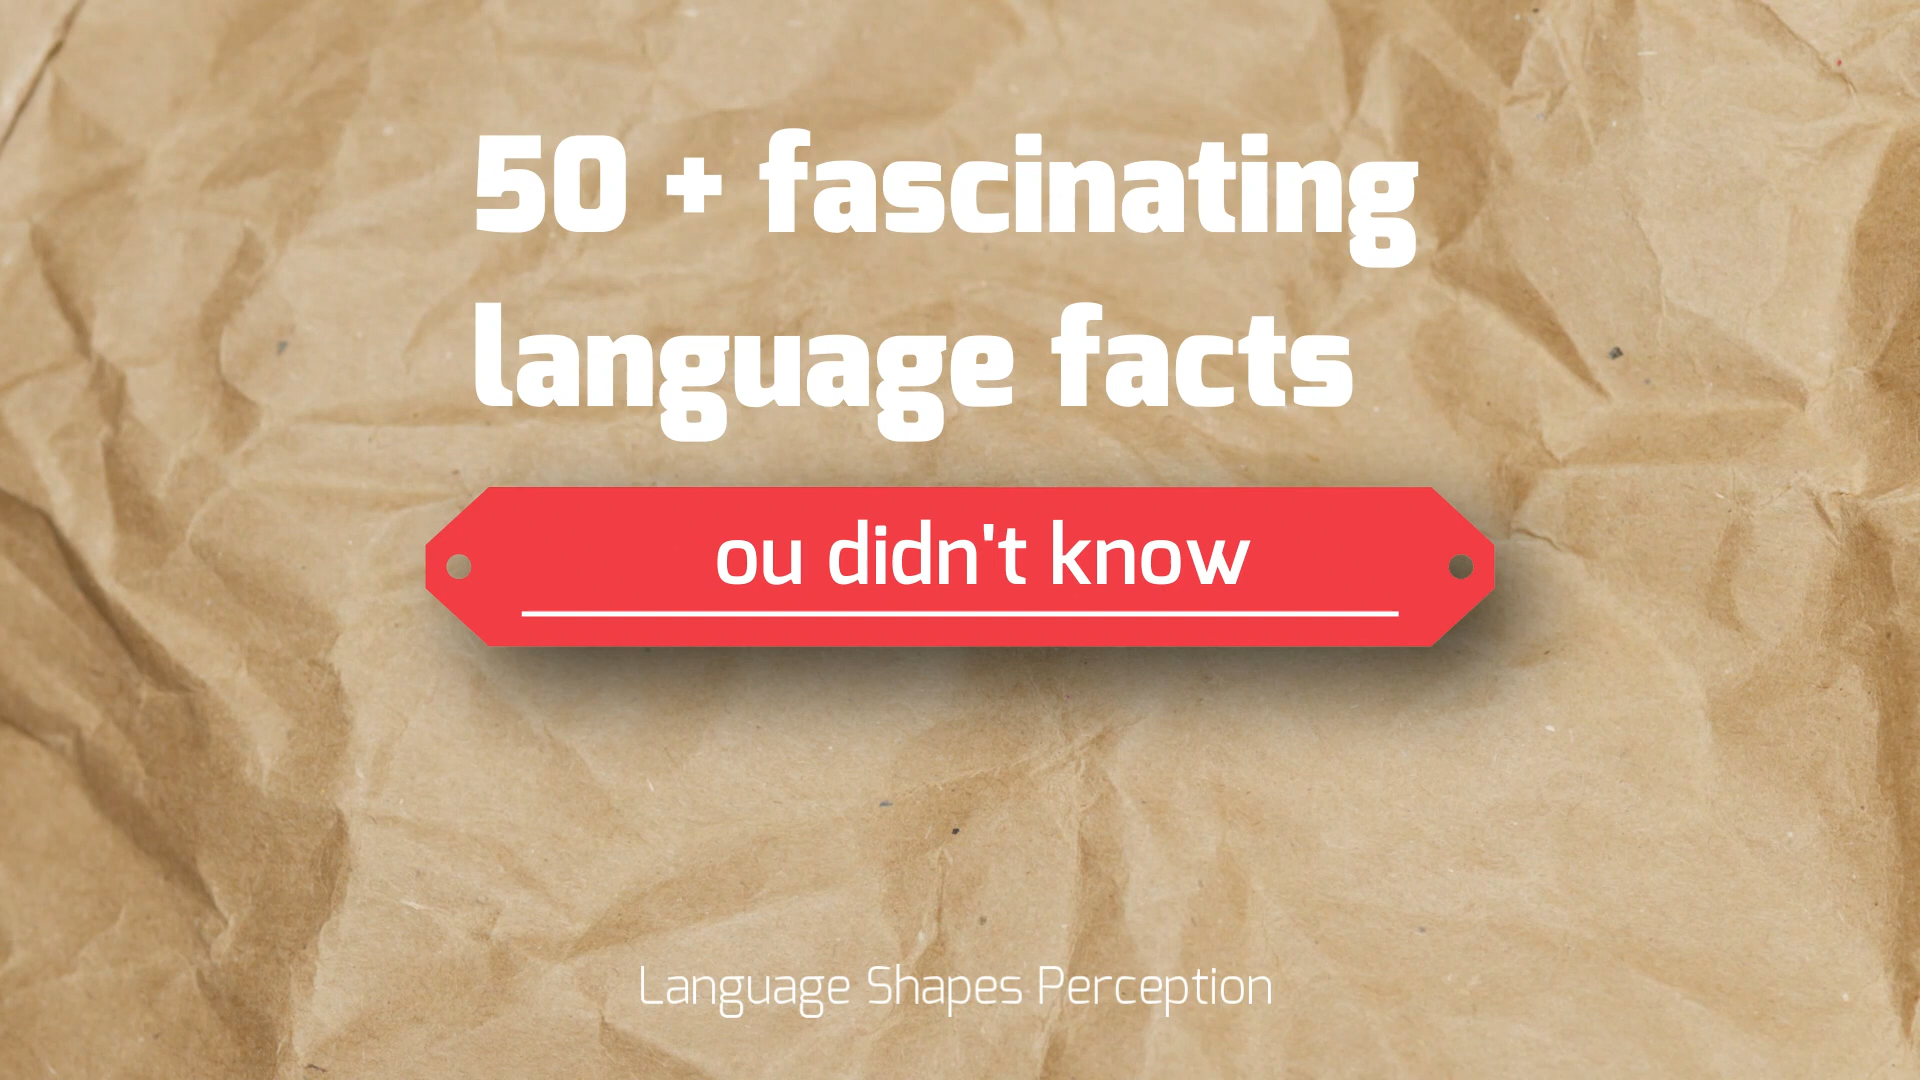 50 + fascinating
language facts
ou didn't know
Language Shapes Perception